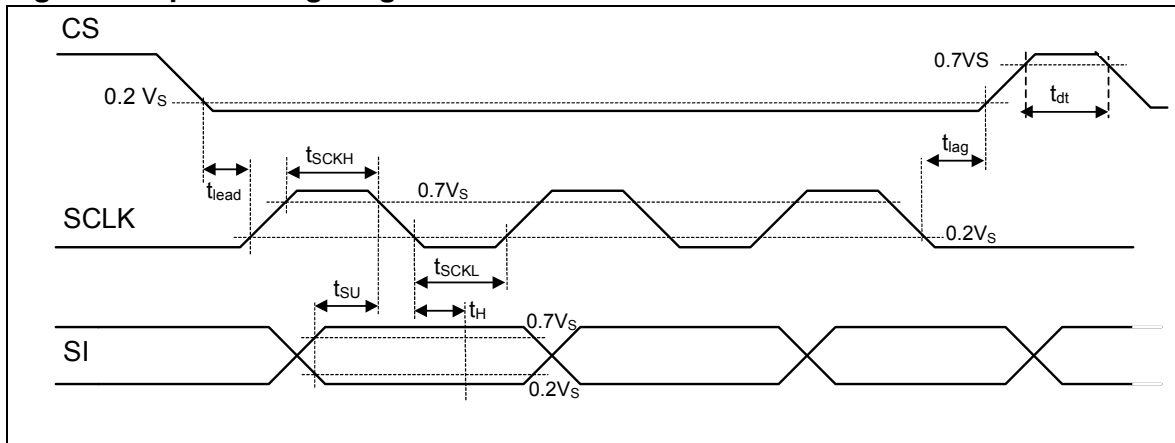 CS
0.7VS
0.2 VS
tdt
tlag
tSCKH
tlead
0.7VS
SCLK
0.2VS
tSCKL
tSU
tH
0.7VS
SI
0.2VS